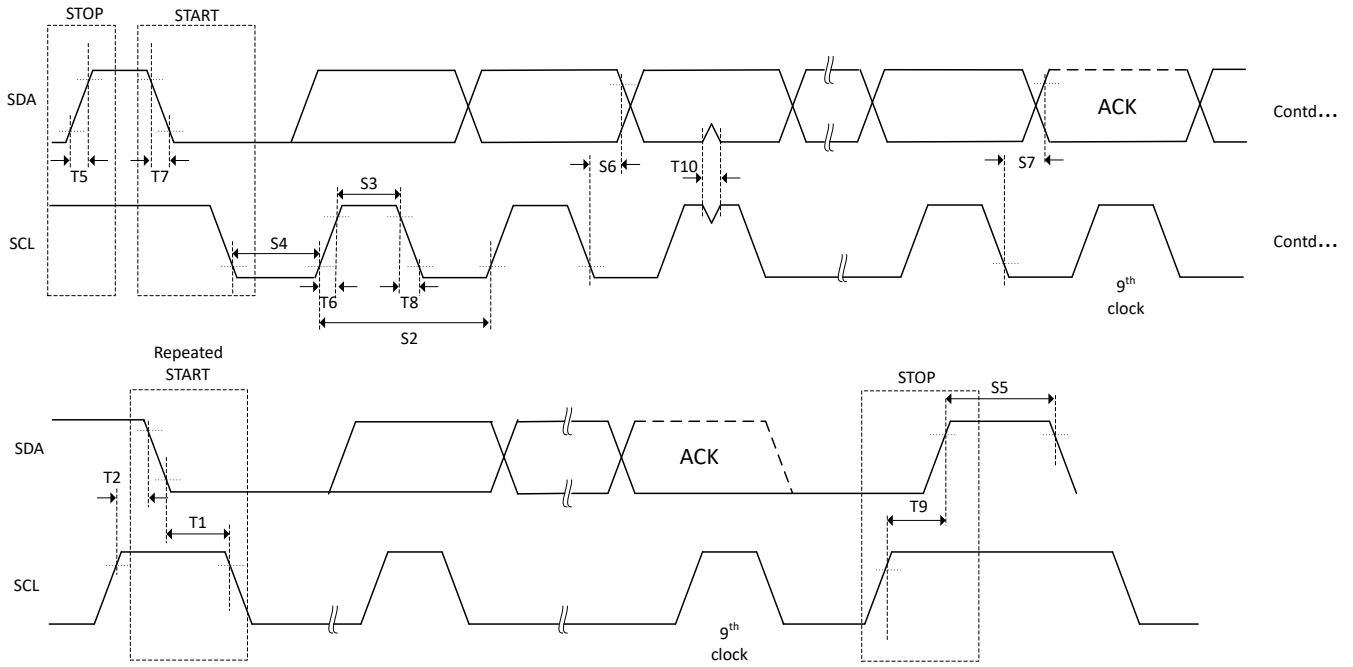 STOP START
SDA
ACK
Contd...
T5 T7 S6 T10 S7
S3
SCL
S4
Contd...
T6 T8
S2
9th
clock
Repeated
START
STOP
S5
SDA
ACK
T2
T9
T1
SCL
9th
clock